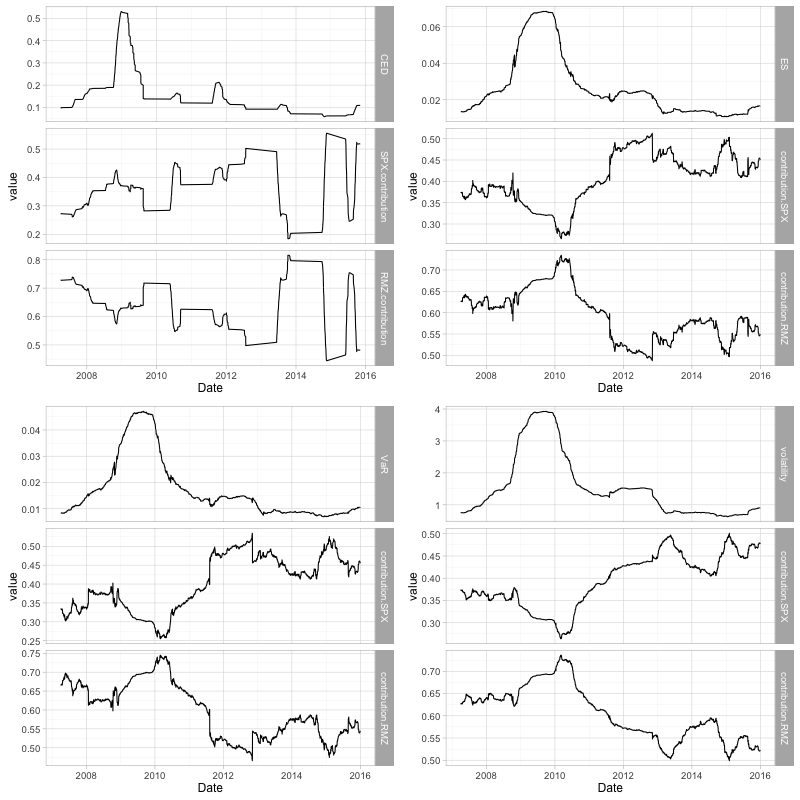 0.5
0.4
0.3
0.2
0.1
CED
0.5
0.4
0.3
0.2
SPX.contribution
0.8
0.7
0.6
0.5
RMZ.contribution
value
2008 2010 2012 2014 2016
Date
0.06
0.04
0.02
ES
0.50
0.45
0.40
0.35
0.30
contribution.SPX
0.70
0.65
0.60
0.55
0.50
contribution.RMZ
value
2008 2010 2012 2014 2016
Date
0.04
0.03
0.02
0.01
VaR
0.50
0.45
0.40
0.35
0.30
0.25
contribution.SPX
0.75
0.70
0.65
0.60
0.55
0.50
contribution.RMZ
value
2008 2010 2012 2014 2016
Date
4
3
2
1
volatility
0.50
0.45
0.40
0.35
0.30
contribution.SPX
0.70
0.65
0.60
0.55
0.50
contribution.RMZ
value
2008 2010 2012 2014 2016
Date